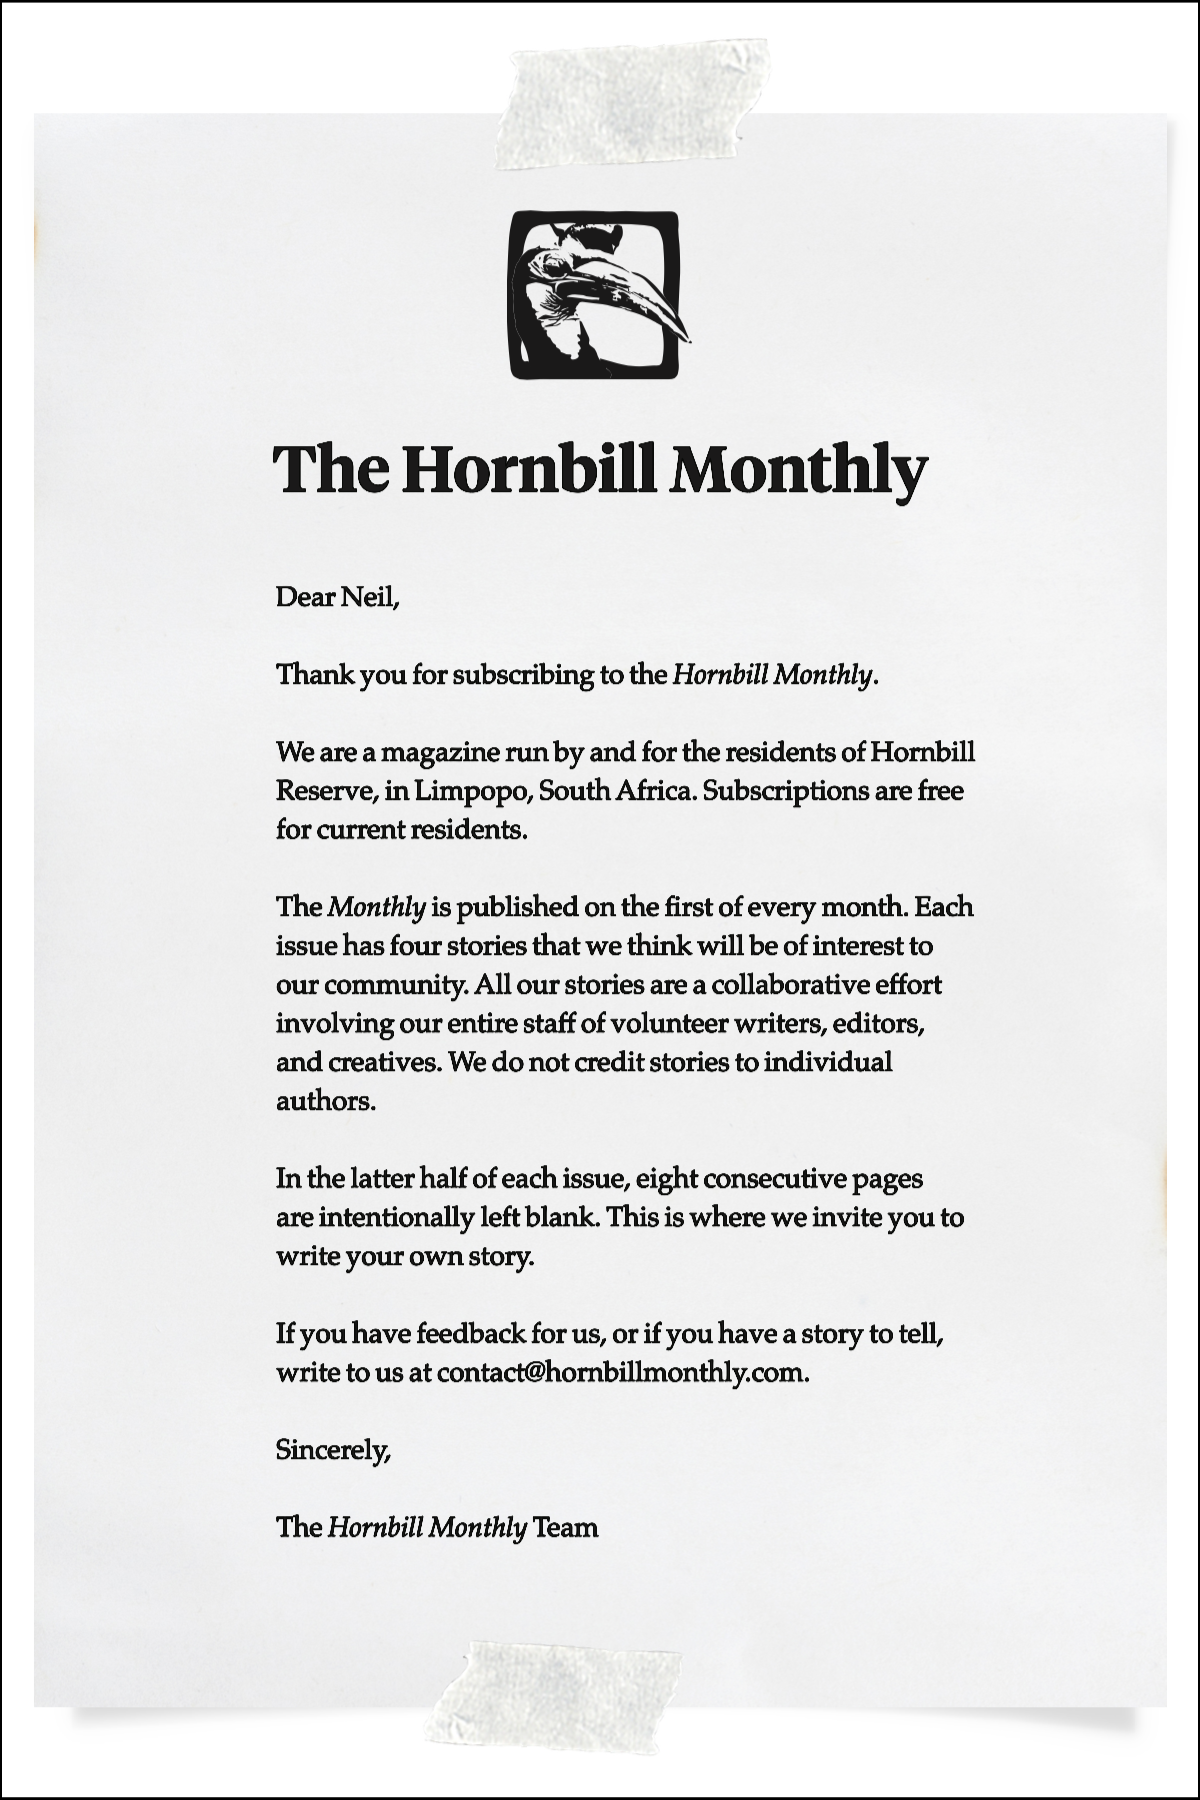 The Hornbill Monthly
Dear Neil,
Thank you for subscribing to the Hornbill Monthly.
We are a magazine run by and for the residents of Hornbill
Reserve, in Limpopo, South Africa. Subscriptions are free
for current residents.
The Monthly is published on the first of every month. Each
issue has four stories that we think will be of interest to
our community. All our stories are a collaborative effort
involving our entire staff of volunteer writers, editors,
and creatives. We do not credit stories to individual
authors.
In the latter half of each issue, eight consecutive pages
are intentionally left blank. This is where we invite you to
write your own story.
If you have feedback for us, or if you have a story to tell,
write to us at contact@hornbillmonthly.com.
Sincerely,
The Hornbill Monthly Team